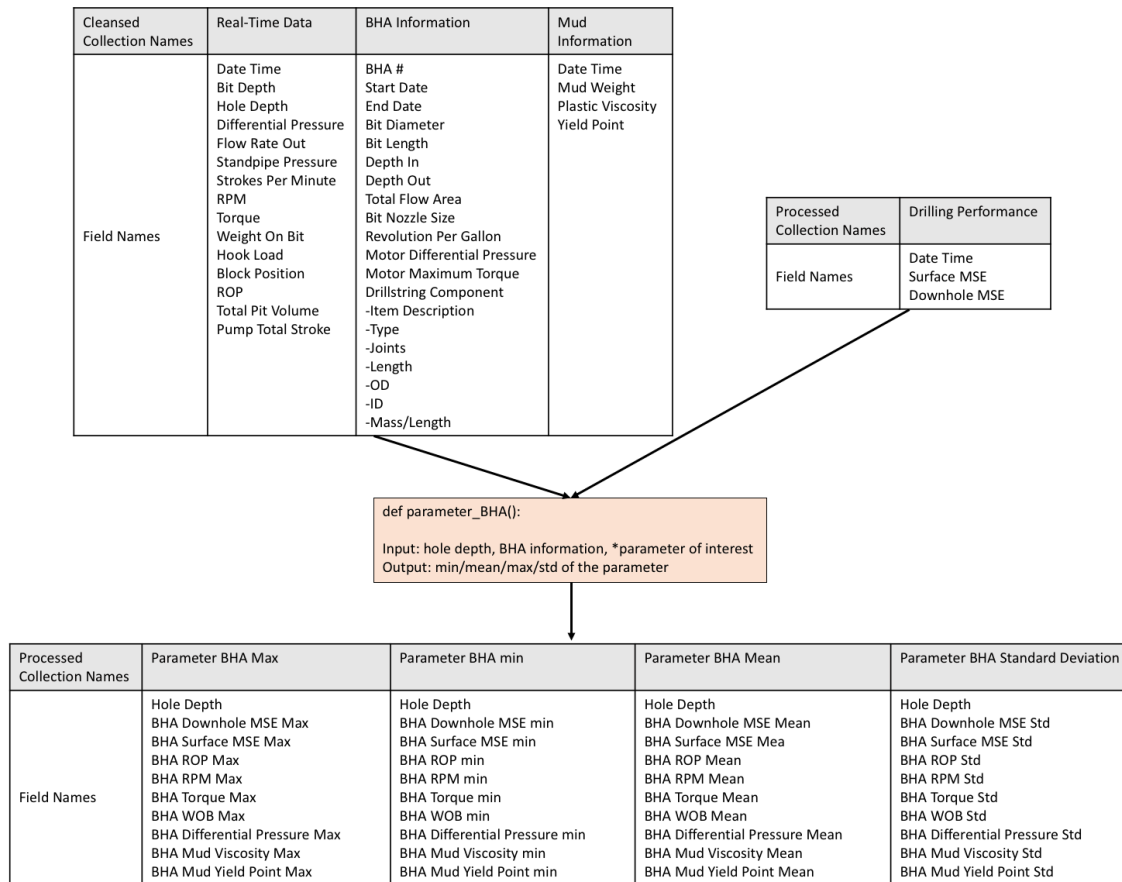 Cleansed
Collection Names
Real-Time Data
BHA Information
Mud
Information
Field Names
Date Time
Bit Depth
Hole Depth
Differential Pressure
Flow Rate Out
Standpipe Pressure
Strokes Per Minute
RPM
Torque
Weight On Bit
Hook Load
Block Position
ROP
Total Pit Volume
Pump Total Stroke
BHA #
Start Date
End Date
Bit Diameter
Bit Length
Depth In
Depth Out
Total Flow Area
Bit Nozzle Size
Revolution Per Gallon
Motor Differential Pressure
Motor Maximum Torque
Drillstring Component
-Item Description
-Type
-Joints
-Length
-OD
-ID
-Mass/Length
Date Time
Mud Weight
Plastic Viscosity
Yield Point
Processed
Collection Names
Drilling Performance
Field Names
Date Time
Surface MSE
Downhole MSE
def parameter_BHA():
Input: hole depth, BHA information, *parameter of interest
Output: min/mean/max/std of the parameter
Processed
Collection Names
Parameter BHA Max
Parameter BHA min
Parameter BHA Mean
Parameter BHA Standard Deviation
Field Names
Hole Depth
BHA Downhole MSE Max
BHA Surface MSE Max
BHA ROP Max
BHA RPM Max
BHA Torque Max
BHA WOB Max
BHA Differential Pressure Max
BHA Mud Viscosity Max
BHA Mud Yield Point Max
Hole Depth
BHA Downhole MSE min
BHA Surface MSE min
BHA ROP min
BHA RPM min
BHA Torque min
BHA WOB min
BHA Differential Pressure min
BHA Mud Viscosity min
BHA Mud Yield Point min
Hole Depth
BHA Downhole MSE Mean
BHA Surface MSE Mea
BHA ROP Mean
BHA RPM Mean
BHA Torque Mean
BHA WOB Mean
BHA Differential Pressure Mean
BHA Mud Viscosity Mean
BHA Mud Yield Point Mean
Hole Depth
BHA Downhole MSE Std
BHA Surface MSE Std
BHA ROP Std
BHA RPM Std
BHA Torque Std
BHA WOB Std
BHA Differential Pressure Std
BHA Mud Viscosity Std
BHA Mud Yield Point Std